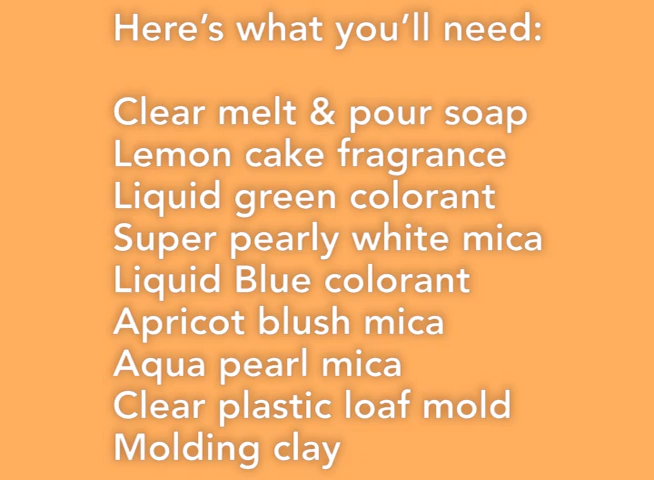 Here’s what you’ll need:
Clear melt & pour soap
Lemon cake fragrance
Liquid green colorant
Super pearly white mica
Liquid Blue colorant
Apricot blush mica
Aqua pearl mica
Clear plastic loaf mold
Molding clay